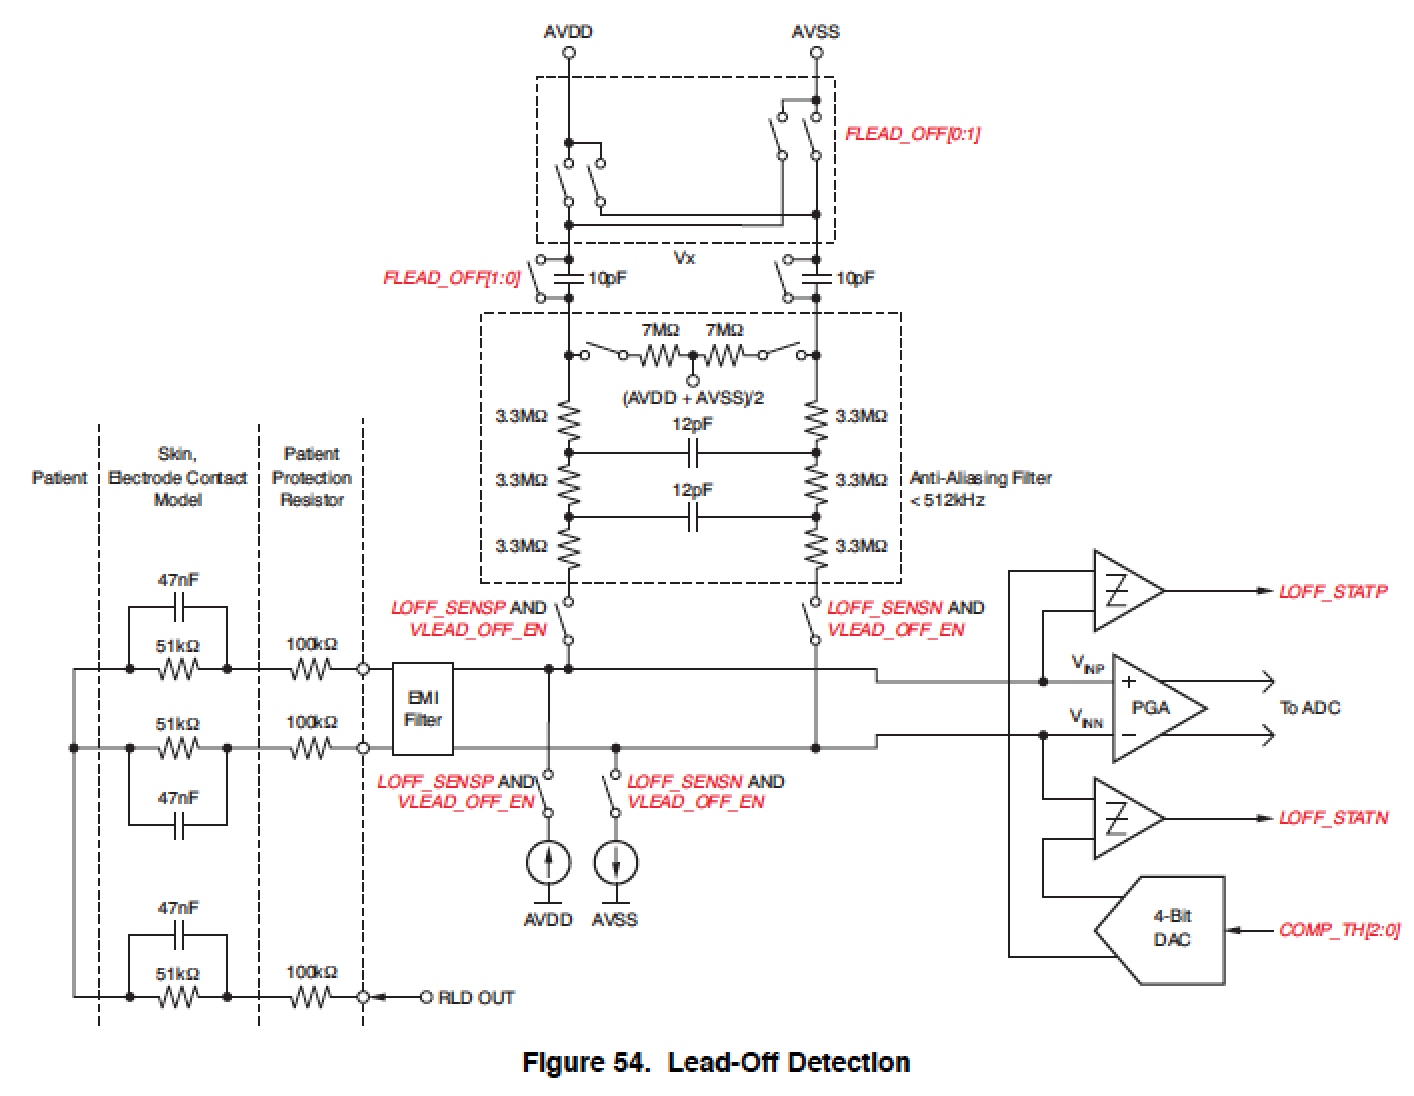 AVDD
AVSS
FLEAD_OFF[0:1]
Vx
FLEAD_OFF[1:0]
10pF
10pF
7MΩ
7MΩ
(AVDD + AVSS)/2
3.3MΩ
12pF
3.3MΩ
3.3MΩ
12pF
3.3MΩ
Anti-Aliasing Filter
< 512kHz
3.3MΩ
3.3MΩ
Patient
Skin,
Electrode Contact
Model
Patient
Protection
Resistor
47nF
51kΩ
100kΩ
LOFF_SENSP AND
VLEAD_OFF_EN
LOFF_SENSN AND
VLEAD_OFF_EN
LOFF_STATP
EMI
Filter
VINP
+
PGA
VINN
−
To ADC
51kΩ
100kΩ
47nF
LOFF_SENSP AND
VLEAD_OFF_EN
LOFF_SENSN AND
VLEAD_OFF_EN
LOFF_STATN
AVDD
AVSS
4-Bit
DAC
COMP_TH[2:0]
47nF
51kΩ
100kΩ
RLD OUT
Figure 54. Lead-Off Detection